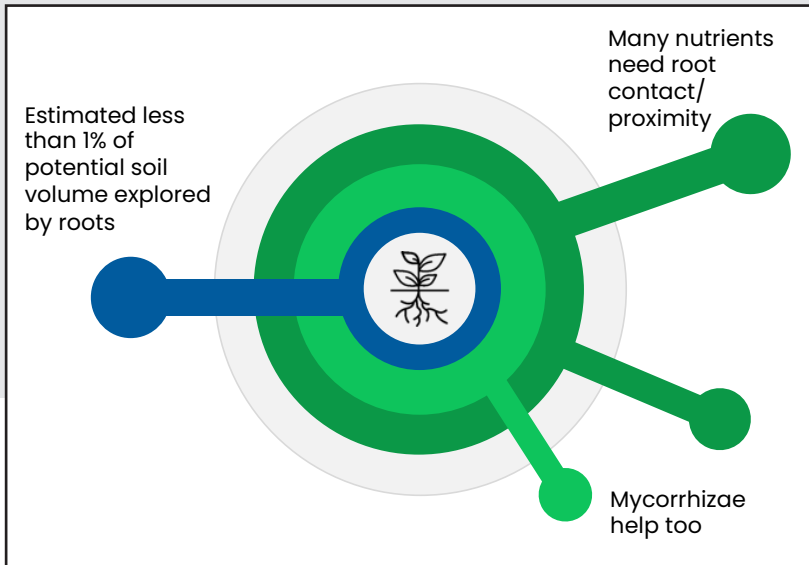 Many nutrients
need root
contact/
proximity
Estimated less
than 1% of
potential soil
volume explored
by roots
Mycorrhizae
help too